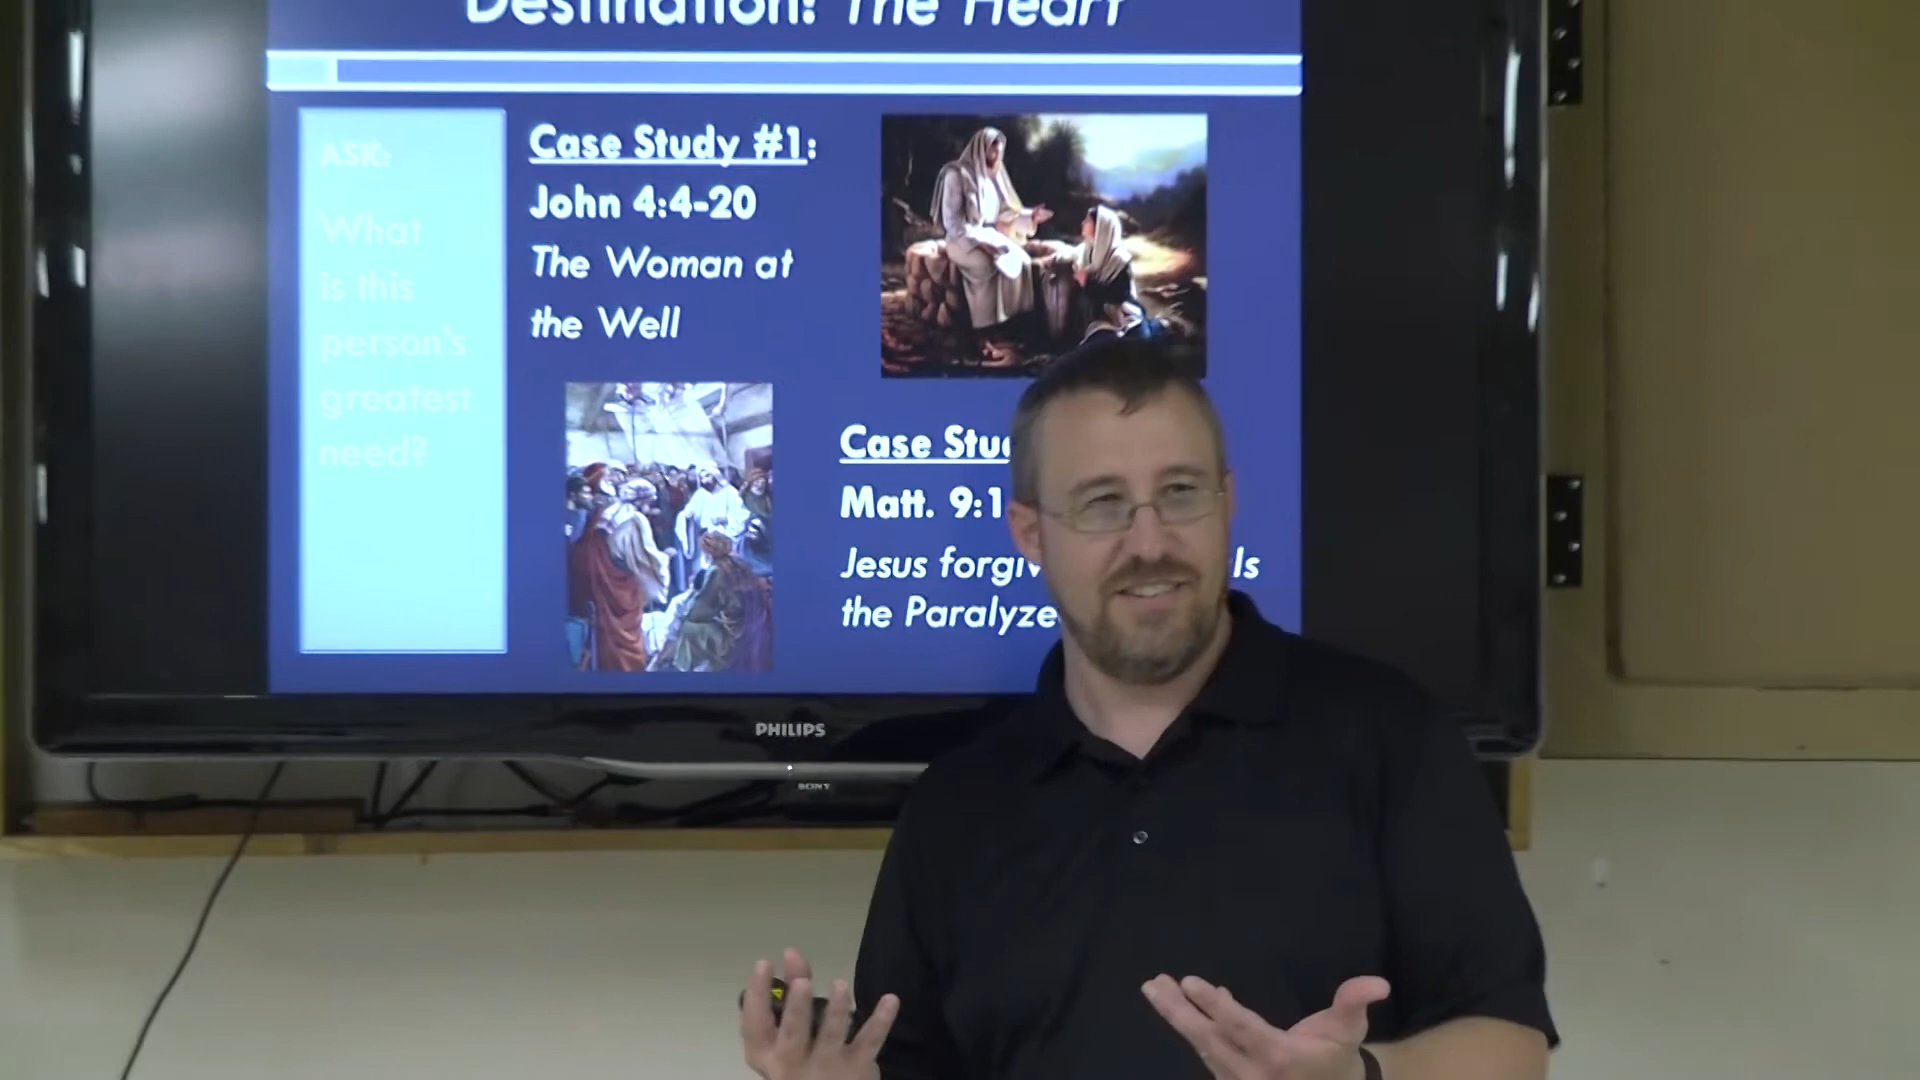 Destination: The Heart
ASK:
What
is this
person's
greatest
need?
Case Study #1:
John 4:4-20
The Woman at
the Well
Case Stu
Matt. 9:1
Jesus forgiv ls
the Paralyze
PHILIPS
SONY